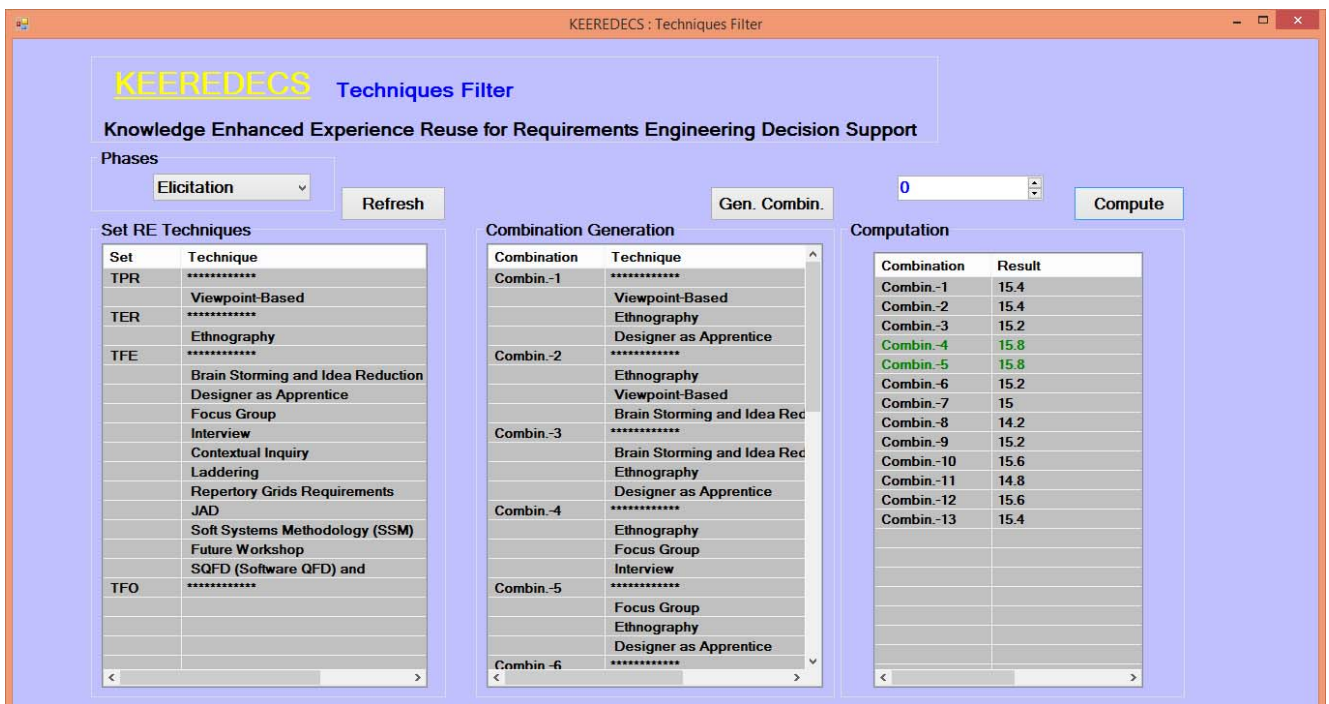 KEEREDECS : Techniques Filter
KEEREDECS Techniques Filter
Knowledge Enhanced Experience Reuse for Requirements Engineering Decision Support
Phases
Elicitation
Refresh
Gen. Combin.
0
Compute
Set RE Techniques
Set Technique
TPR ************
Viewpoint-Based
TER ************
Ethnography
TFE ************
Brain Storming and Idea Reduction
Designer as Apprentice
Focus Group
Interview
Contextual Inquiry
Laddering
Repertory Grids Requirements
JAD
Soft Systems Methodology (SSM)
Future Workshop
SQFD (Software QFD) and
TFO ************
Combination Generation
Combination Technique
Combin.-1 ************
Viewpoint-Based
Ethnography
Designer as Apprentice
Combin.-2 ************
Ethnography
Viewpoint-Based
Brain Storming and Idea Red
Combin.-3 ************
Brain Storming and Idea Red
Ethnography
Designer as Apprentice
Combin.-4 ************
Ethnography
Focus Group
Interview
Combin.-5 ************
Focus Group
Ethnography
Designer as Apprentice
Combin.-6 ************
Computation
Combination Result
Combin.-1 15.4
Combin.-2 15.4
Combin.-3 15.2
Combin.-4 15.8
Combin.-5 15.8
Combin.-6 15.2
Combin.-7 15
Combin.-8 14.2
Combin.-9 15.2
Combin.-10 15.6
Combin.-11 14.8
Combin.-12 15.6
Combin.-13 15.4